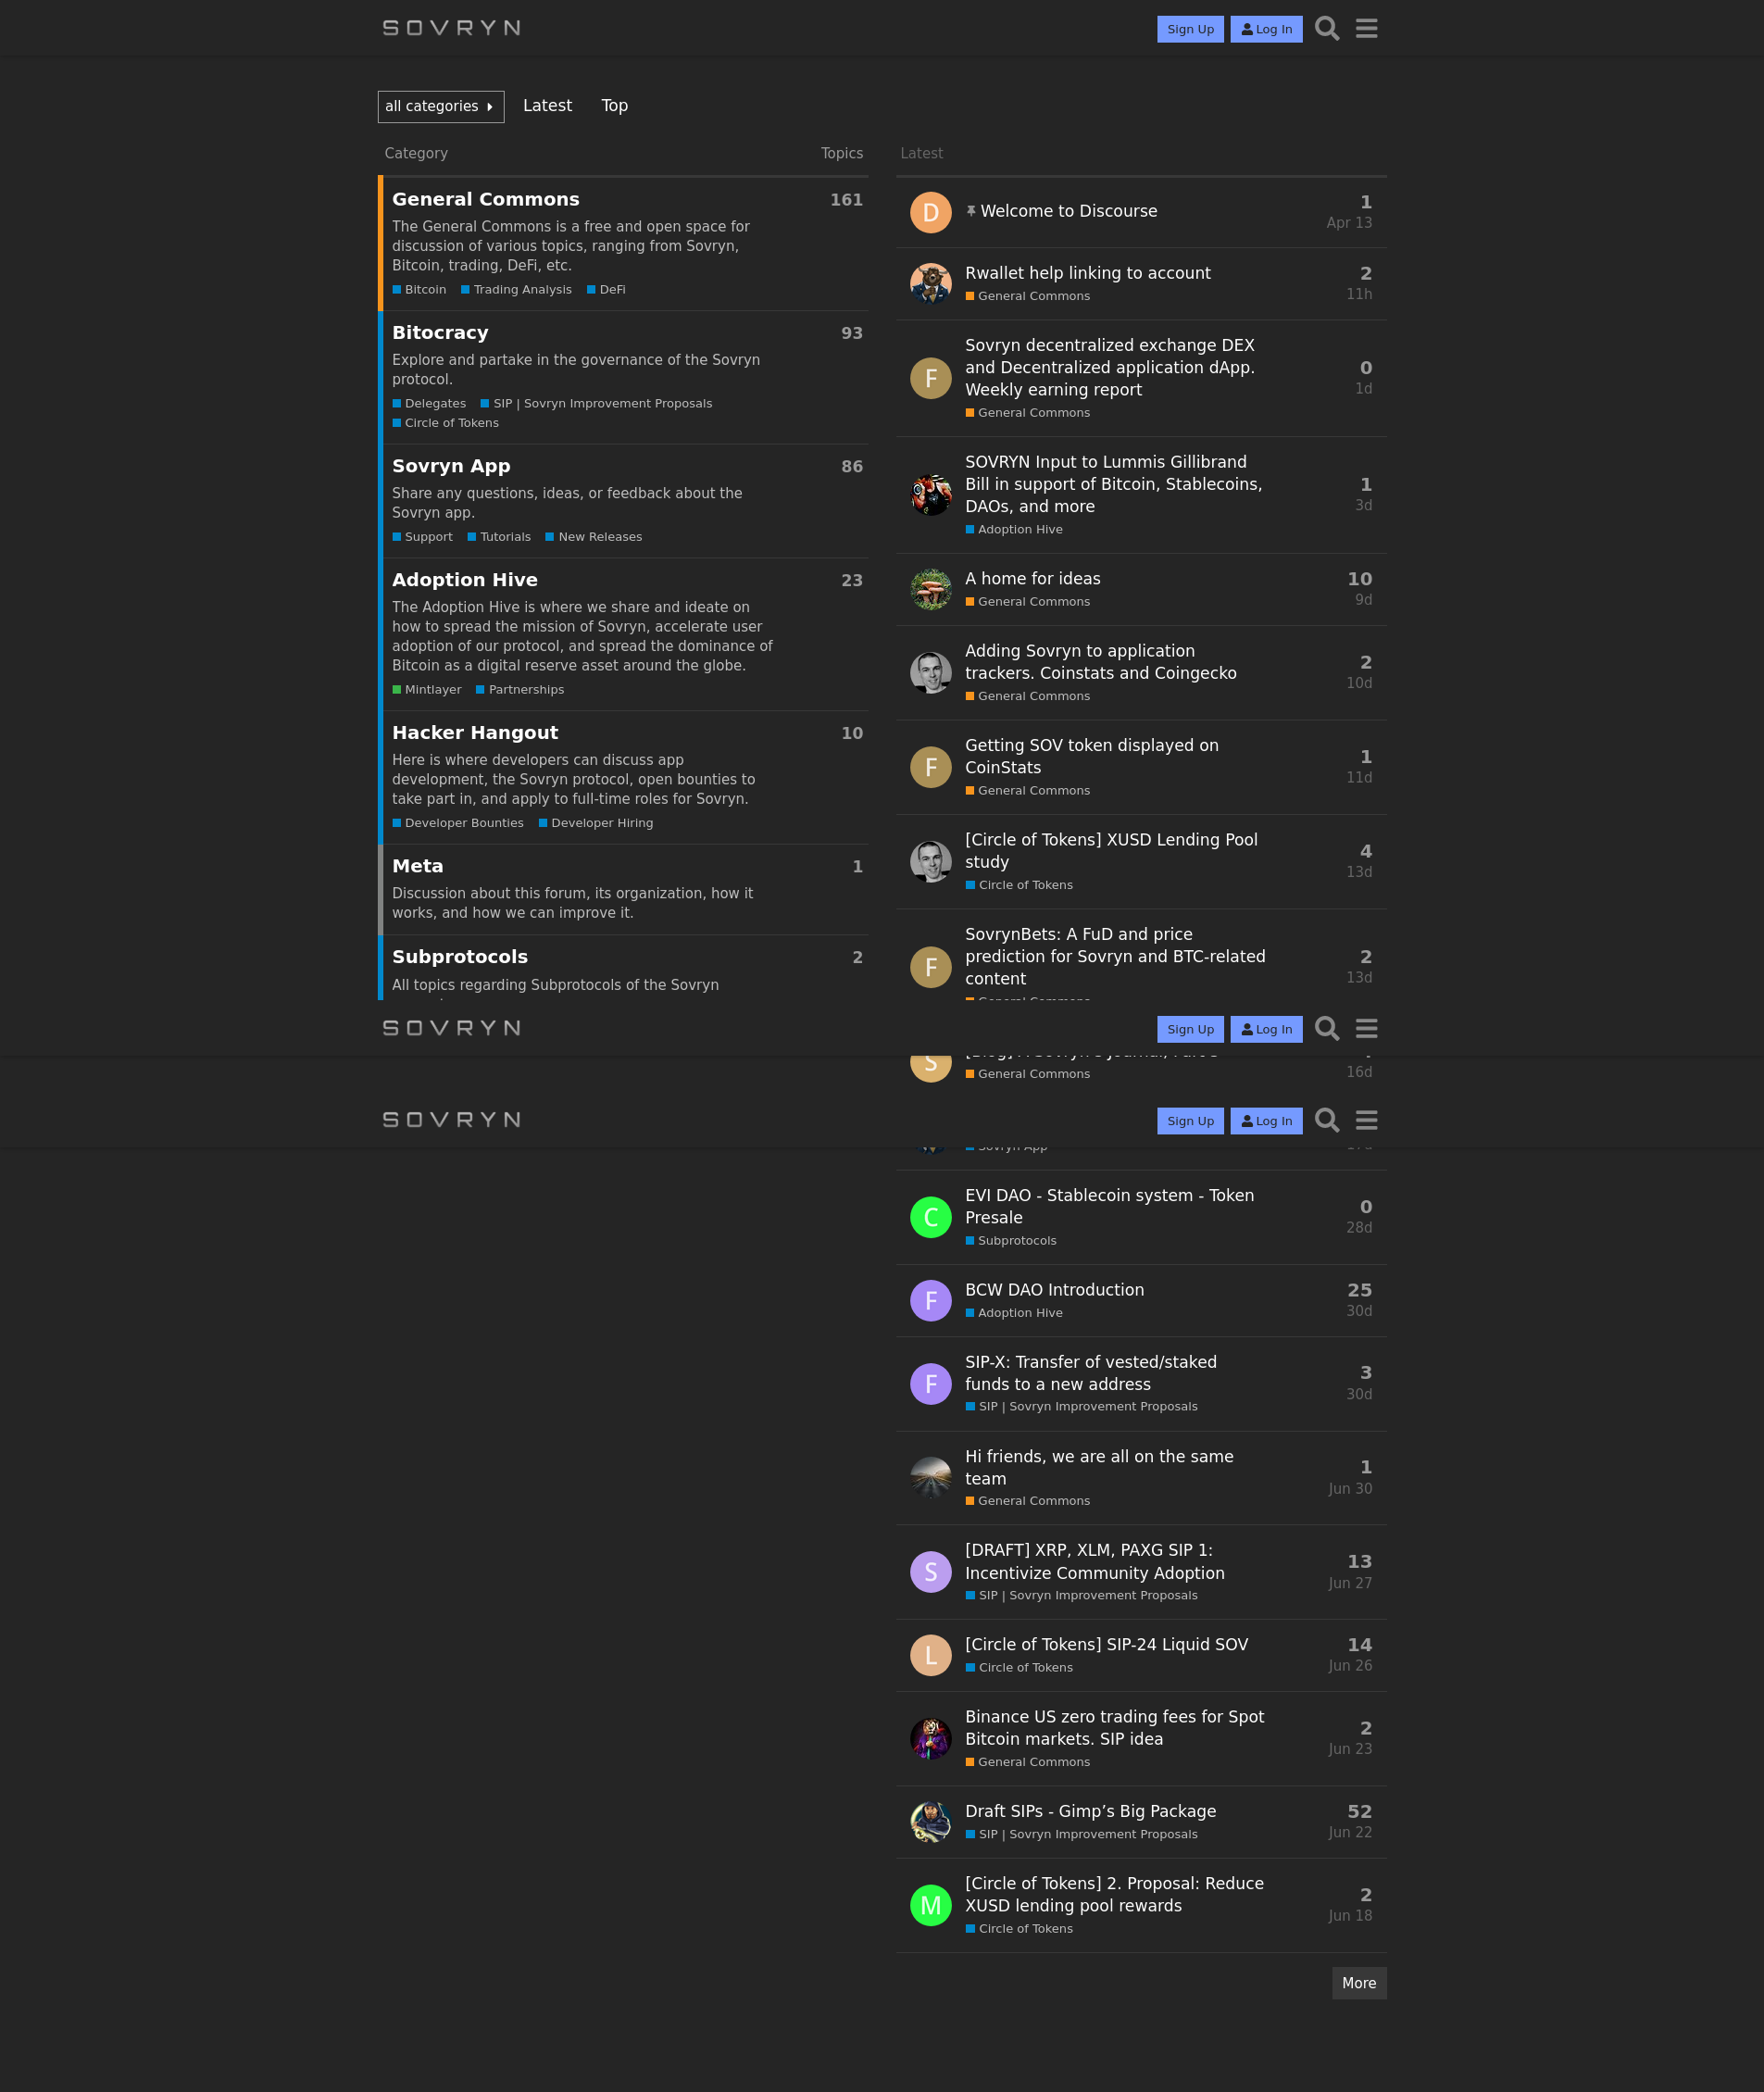 SOVRYN
Sign Up
Log In
all categories
Latest
Top
Category
Topics
General Commons
161
The General Commons is a free and open space for
discussion of various topics, ranging from Sovryn,
Bitcoin, trading, DeFi, etc.
Bitcoin Trading Analysis DeFi
Bitocracy
93
Explore and partake in the governance of the Sovryn
protocol.
Delegates SIP | Sovryn Improvement Proposals
Circle of Tokens
Sovryn App
86
Share any questions, ideas, or feedback about the
Sovryn app.
Support Tutorials New Releases
Adoption Hive
23
The Adoption Hive is where we share and ideate on
how to spread the mission of Sovryn, accelerate user
adoption of our protocol, and spread the dominance of
Bitcoin as a digital reserve asset around the globe.
Mintlayer Partnerships
Hacker Hangout
10
Here is where developers can discuss app
development, the Sovryn protocol, open bounties to
take part in, and apply to full-time roles for Sovryn.
Developer Bounties Developer Hiring
Meta
1
Discussion about this forum, its organization, how it
works, and how we can improve it.
Subprotocols
2
All topics regarding Subprotocols of the Sovryn
Latest
D
Welcome to Discourse
1
Apr 13
Rwallet help linking to account
General Commons
2
11h
F
Sovryn decentralized exchange DEX
and Decentralized application dApp.
Weekly earning report
General Commons
0
1d
SOVRYN Input to Lummis Gillibrand
Bill in support of Bitcoin, Stablecoins,
DAOs, and more
Adoption Hive
1
3d
A home for ideas
General Commons
10
9d
Adding Sovryn to application
trackers. Coinstats and Coingecko
General Commons
2
10d
F
Getting SOV token displayed on
CoinStats
General Commons
1
11d
[Circle of Tokens] XUSD Lending Pool
study
Circle of Tokens
4
13d
F
SovrynBets: A FuD and price
prediction for Sovryn and BTC-related
content
2
13d
SOVRYN
Sign Up
Log In
S
General Commons
16d
SOVRYN
Sign Up
Log In
C
EVI DAO - Stablecoin system - Token
Presale
Subprotocols
0
28d
F
BCW DAO Introduction
Adoption Hive
25
30d
F
SIP-X: Transfer of vested/staked
funds to a new address
SIP | Sovryn Improvement Proposals
3
30d
Hi friends, we are all on the same
team
General Commons
1
Jun 30
S
[DRAFT] XRP, XLM, PAXG SIP 1:
Incentivize Community Adoption
SIP | Sovryn Improvement Proposals
13
Jun 27
L
[Circle of Tokens] SIP-24 Liquid SOV
Circle of Tokens
14
Jun 26
Binance US zero trading fees for Spot
Bitcoin markets. SIP idea
General Commons
2
Jun 23
Draft SIPs - Gimp’s Big Package
SIP | Sovryn Improvement Proposals
52
Jun 22
M
[Circle of Tokens] 2. Proposal: Reduce
XUSD lending pool rewards
Circle of Tokens
2
Jun 18
More